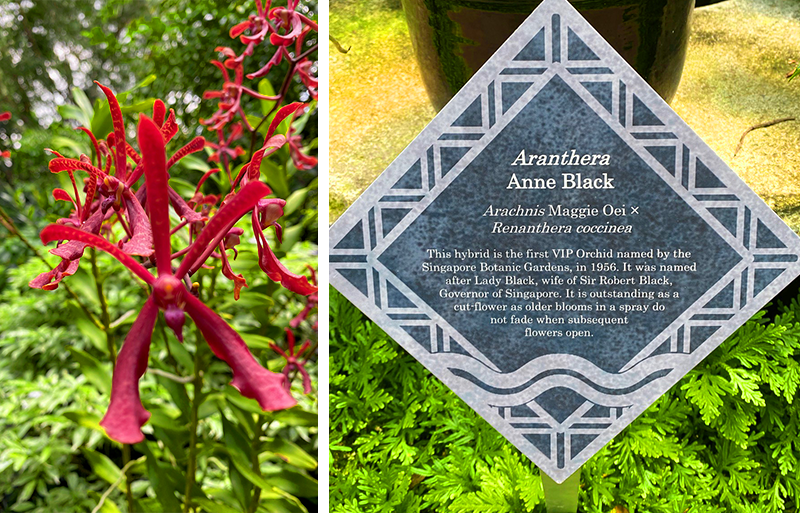 Aranthera
Anne Black
Arachnis Maggie Oei ×
Renanthera coccinea
This hybrid is the first VIP Orchid named by the
Singapore Botanic Gardens, in 1956. It was named
after Lady Black, wife of Sir Robert Black,
Governor of Singapore. It is outstanding as a
cut-flower as older blooms in a spray do
not fade when subsequent
flowers open.